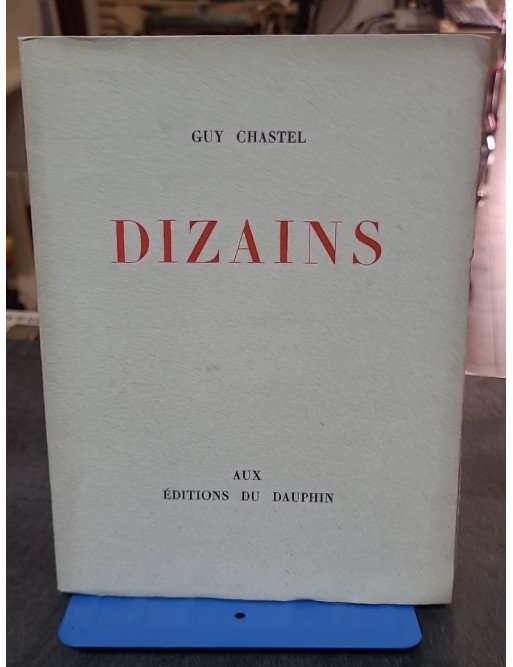 GUY CHASTEL
DIZAINS
AUX
ÉDITIONS DU DAUPHIN